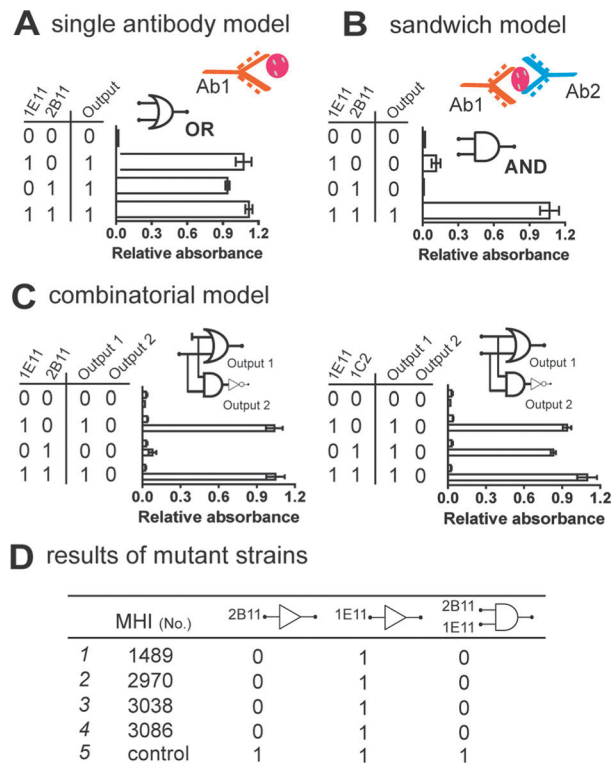 A single antibody model
1E11 2B11 Output
Ab1
OR
0 0 0
1 0 1
0 1 1
1 1 1
0.0 0.3 0.6 0.9 1.2
Relative absorbance
B sandwich model
1E11 2B11 Output
Ab1 Ab2
AND
0 0 0
1 0 0
0 1 0
1 1 1
0.0 0.3 0.6 0.9 1.2
Relative absorbance
C combinatorial model
1E11 2B11 Output 1 Output 2
Output 1
Output 2
0 0 0 0
1 0 1 0
0 1 0 0
1 1 1 0
0.0 0.3 0.6 0.9 1.2
Relative absorbance
1E11 1C2 Output 1 Output 2
Output 1
Output 2
0 0 0 0
1 0 1 0
0 1 1 0
1 1 1 0
0.0 0.3 0.6 0.9 1.2
Relative absorbance
D results of mutant strains
MHI (No.) 2B11 1E11 2B11
1E11
1 1489 0 1 0
2 2970 0 1 0
3 3038 0 1 0
4 3086 0 1 0
5 control 1 1 1